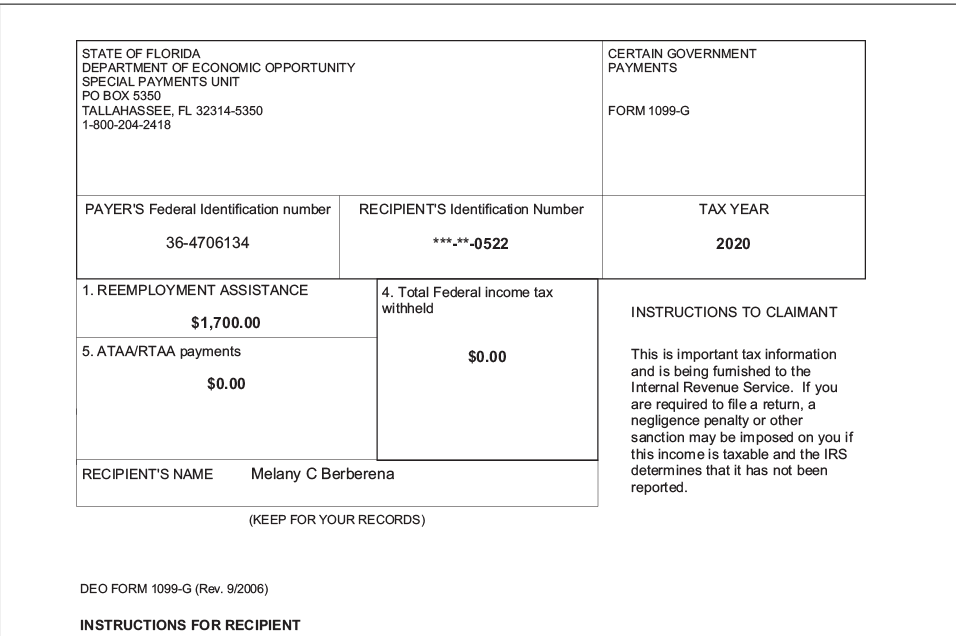 STATE OF FLORIDA
DEPARTMENT OF ECONOMIC OPPORTUNITY
SPECIAL PAYMENTS UNIT
PO BOX 5350
TALLAHASSEE, FL 32314-5350
1-800-204-2418
CERTAIN GOVERNMENT
PAYMENTS
FORM 1099-G
PAYER'S Federal Identification number
36-4706134
RECIPIENT'S Identification Number
***-**-0522
TAX YEAR
2020
1. REEMPLOYMENT ASSISTANCE
$1,700.00
4. Total Federal income tax
withheld
$0.00
5. ATAA/RTAA payments
$0.00
INSTRUCTIONS TO CLAIMANT
This is important tax information
and is being furnished to the
Internal Revenue Service. If you
are required to file a return, a
negligence penalty or other
sanction may be imposed on you if
this income is taxable and the IRS
determines that it has not been
reported.
RECIPIENT'S NAME Melany C Berberena
(KEEP FOR YOUR RECORDS)
DEO FORM 1099-G (Rev. 9/2006)
INSTRUCTIONS FOR RECIPIENT